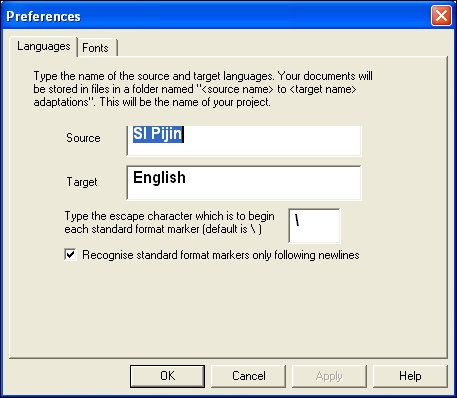 Preferences
Languages Fonts
Type the name of the source and target languages. Your documents will
be stored in files in a folder named "<source name> to <target name>
adaptations". This will be the name of your project.
Source SI Pijin
Target English
Type the escape character which is to begin
each standard format marker (default is \ )
\
Recognise standard format markers only following newlines
OK Cancel Apply Help